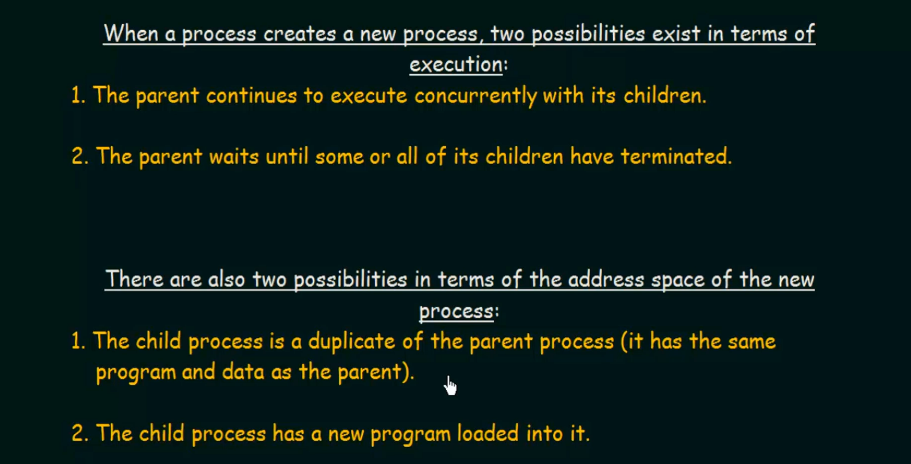 When a process creates a new process, two possibilities exist in terms of
execution:
1. The parent continues to execute concurrently with its children.
2. The parent waits until some or all of its children have terminated.
There are also two possibilities in terms of the address space of the new
process:
1. The child process is a duplicate of the parent process (it has the same
program and data as the parent).
2. The child process has a new program loaded into it.